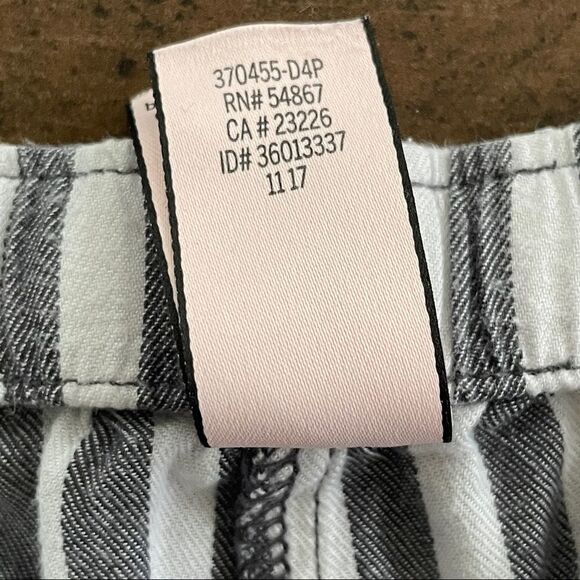 370455-D4P
RN# 54867
CA # 23226
ID# 36013337
11 17